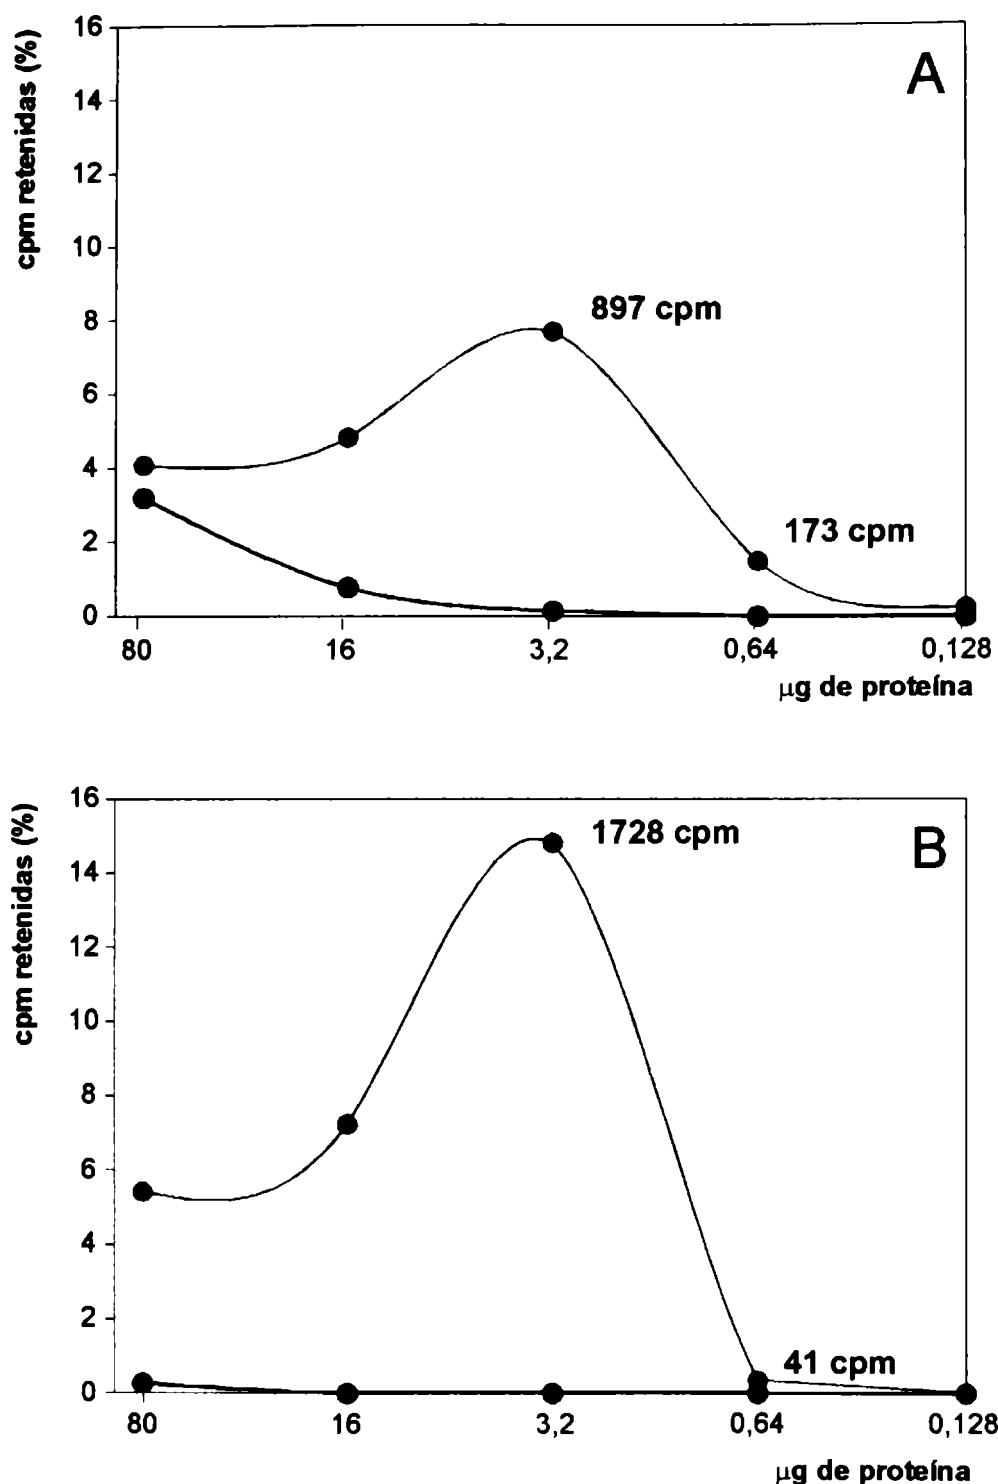 cpm retenidas (%)
16
14
12
10
8
6
4
2
0
A
897 cpm
173 cpm
80 16 3,2 0,64 0,128
μg de proteína
cpm retenidas (%)
16
14
12
10
8
6
4
2
0
B
1728 cpm
41 cpm
80 16 3,2 0,64 0,128
μg de proteína